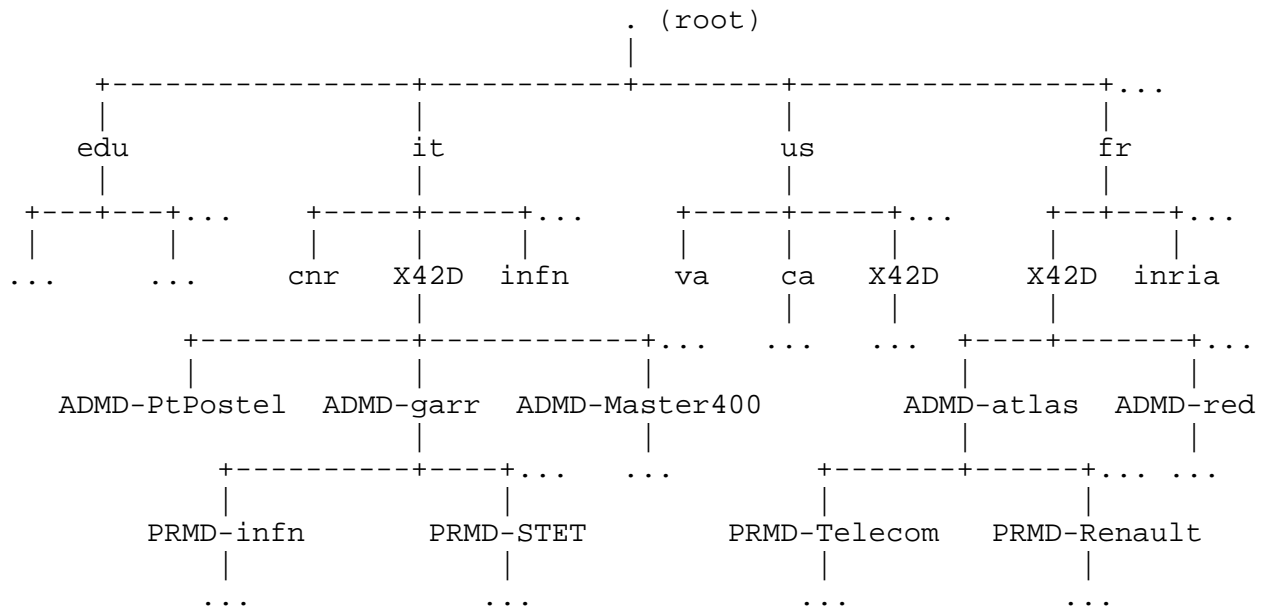 . (root)
|
+-----------------+-----------+--------+-----------------+...
| | | |
edu it us fr
| | | |
+---+---+... +-----+-----+... +-----+-----+... +--+---+...
| | | | | | | | | |
... ... cnr X42D infn va ca X42D X42D inria
| | | |
+------------+------------+... ... ... +----+-------+...
| | | | |
ADMD-PtPostel ADMD-garr ADMD-Master400 ADMD-atlas ADMD-red
| | | |
+----------+----+... ... +-------+------+... ...
| | | |
PRMD-infn PRMD-STET PRMD-Telecom PRMD-Renault
| | | |
... ... ... ...